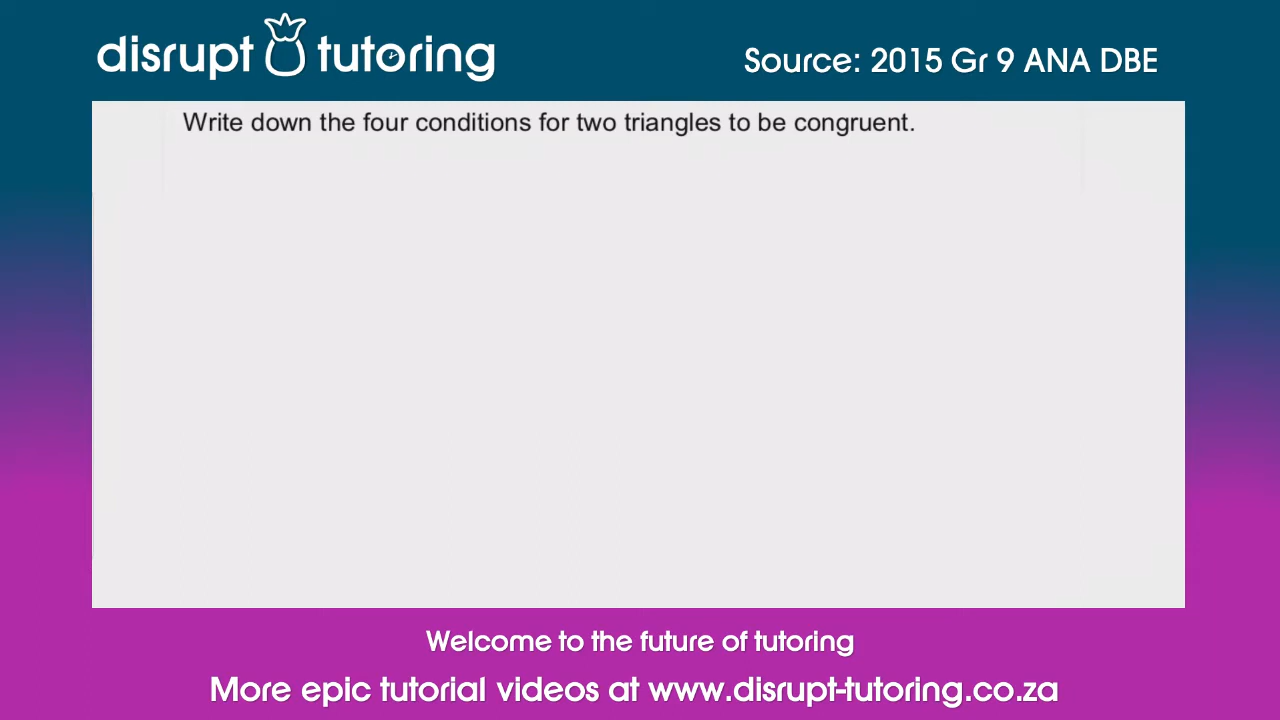 disrupt tutoring
Source: 2015 Gr 9 ANA DBE
Write down the four conditions for two triangles to be congruent.
Welcome to the future of tutoring
More epic tutorial videos at www.disrupt-tutoring.co.za